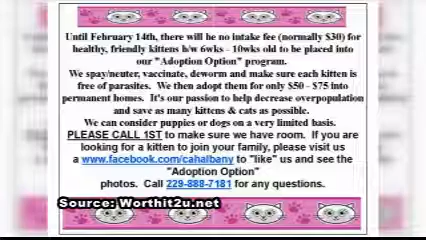 Until February 14th, there will be no intake fee (normally $30) for
healthy, friendly kittens b/w 6wks - 10wks old to be placed into
our "Adoption Option" program.
We spay/neuter, vaccinate, deworm and make sure each kitten is
free of parasites. We then adopt them for only $50 - $75 into
permanent homes. It's our passion to help decrease overpopulation
and save as many kittens & cats as possible.
We can consider puppies or dogs on a very limited basis.
PLEASE CALL 1ST to make sure we have room. If you are
looking for a kitten to join your family, please visit us
a www.facebook.com/cahalbany to "like" us and see the
"Adoption Option"
photos. Call 229-888-7181 for any questions.
Source: Worthit2u.net